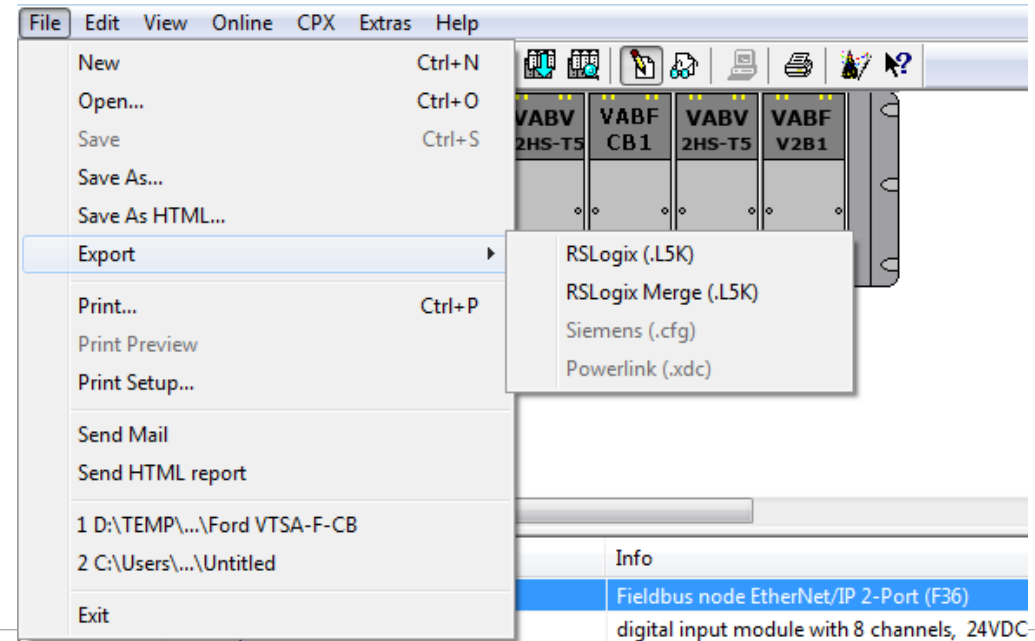 File Edit View Online CPX Extras Help
New Ctrl+N
Open... Ctrl+O
Save Ctrl+S
Save As...
Save As HTML...
Export
Print... Ctrl+P
Print Preview
Print Setup...
Send Mail
Send HTML report
1 D:\TEMP\...\Ford VTSA-F-CB
2 C:\Users\...\Untitled
Exit
VABV VABF VABV VABF
2HS-T5 CB1 2HS-T5 V2B1
RSLogix (.L5K)
RSLogix Merge (.L5K)
Siemens (.cfg)
Powerlink (.xdc)
Info
Fieldbus node EtherNet/IP 2-Port (F36)
digital input module with 8 channels, 24VDC